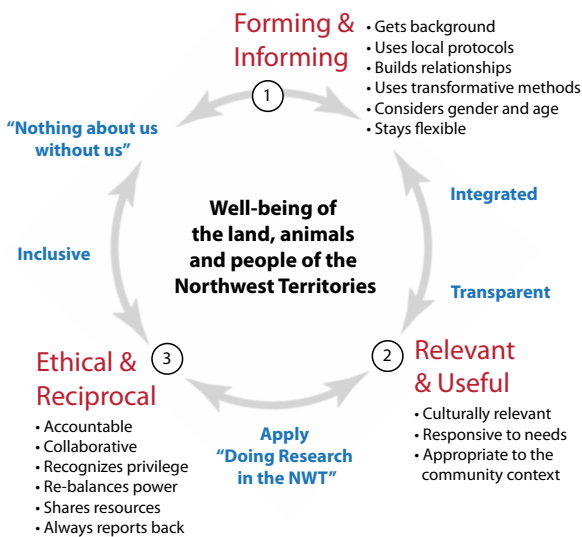 Forming &
Informing
1
• Gets background
• Uses local protocols
• Builds relationships
• Uses transformative methods
• Considers gender and age
• Stays flexible
“Nothing about us
without us”
Integrated
Well-being of
the land, animals
and people of the
Northwest Territories
Inclusive
Transparent
2
Relevant
& Useful
• Culturally relevant
• Responsive to needs
• Appropriate to the
community context
Ethical &
Reciprocal
3
• Accountable
• Collaborative
• Recognizes privilege
• Re-balances power
• Shares resources
• Always reports back
Apply
“Doing Research
in the NWT”